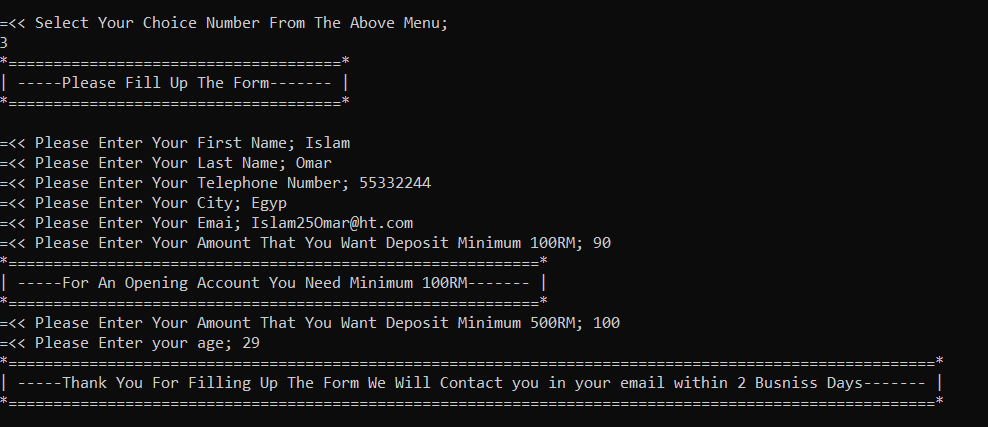 =<< Select Your Choice Number From The Above Menu;
3
*=====================================*
| -----Please Fill Up The Form------- |
*=====================================*
=<< Please Enter Your First Name; Islam
=<< Please Enter Your Last Name; Omar
=<< Please Enter Your Telephone Number; 55332244
=<< Please Enter Your City; Egyp
=<< Please Enter Your Emai; Islam25Omar@ht.com
=<< Please Enter Your Amount That You Want Deposit Minimum 100RM; 90
*===========================================================*
| -----For An Opening Account You Need Minimum 100RM------- |
*===========================================================*
=<< Please Enter Your Amount That You Want Deposit Minimum 500RM; 100
=<< Please Enter your age; 29
*=======================================================================================================*
| -----Thank You For Filling Up The Form We Will Contact you in your email within 2 Busniss Days------- |
*=======================================================================================================*